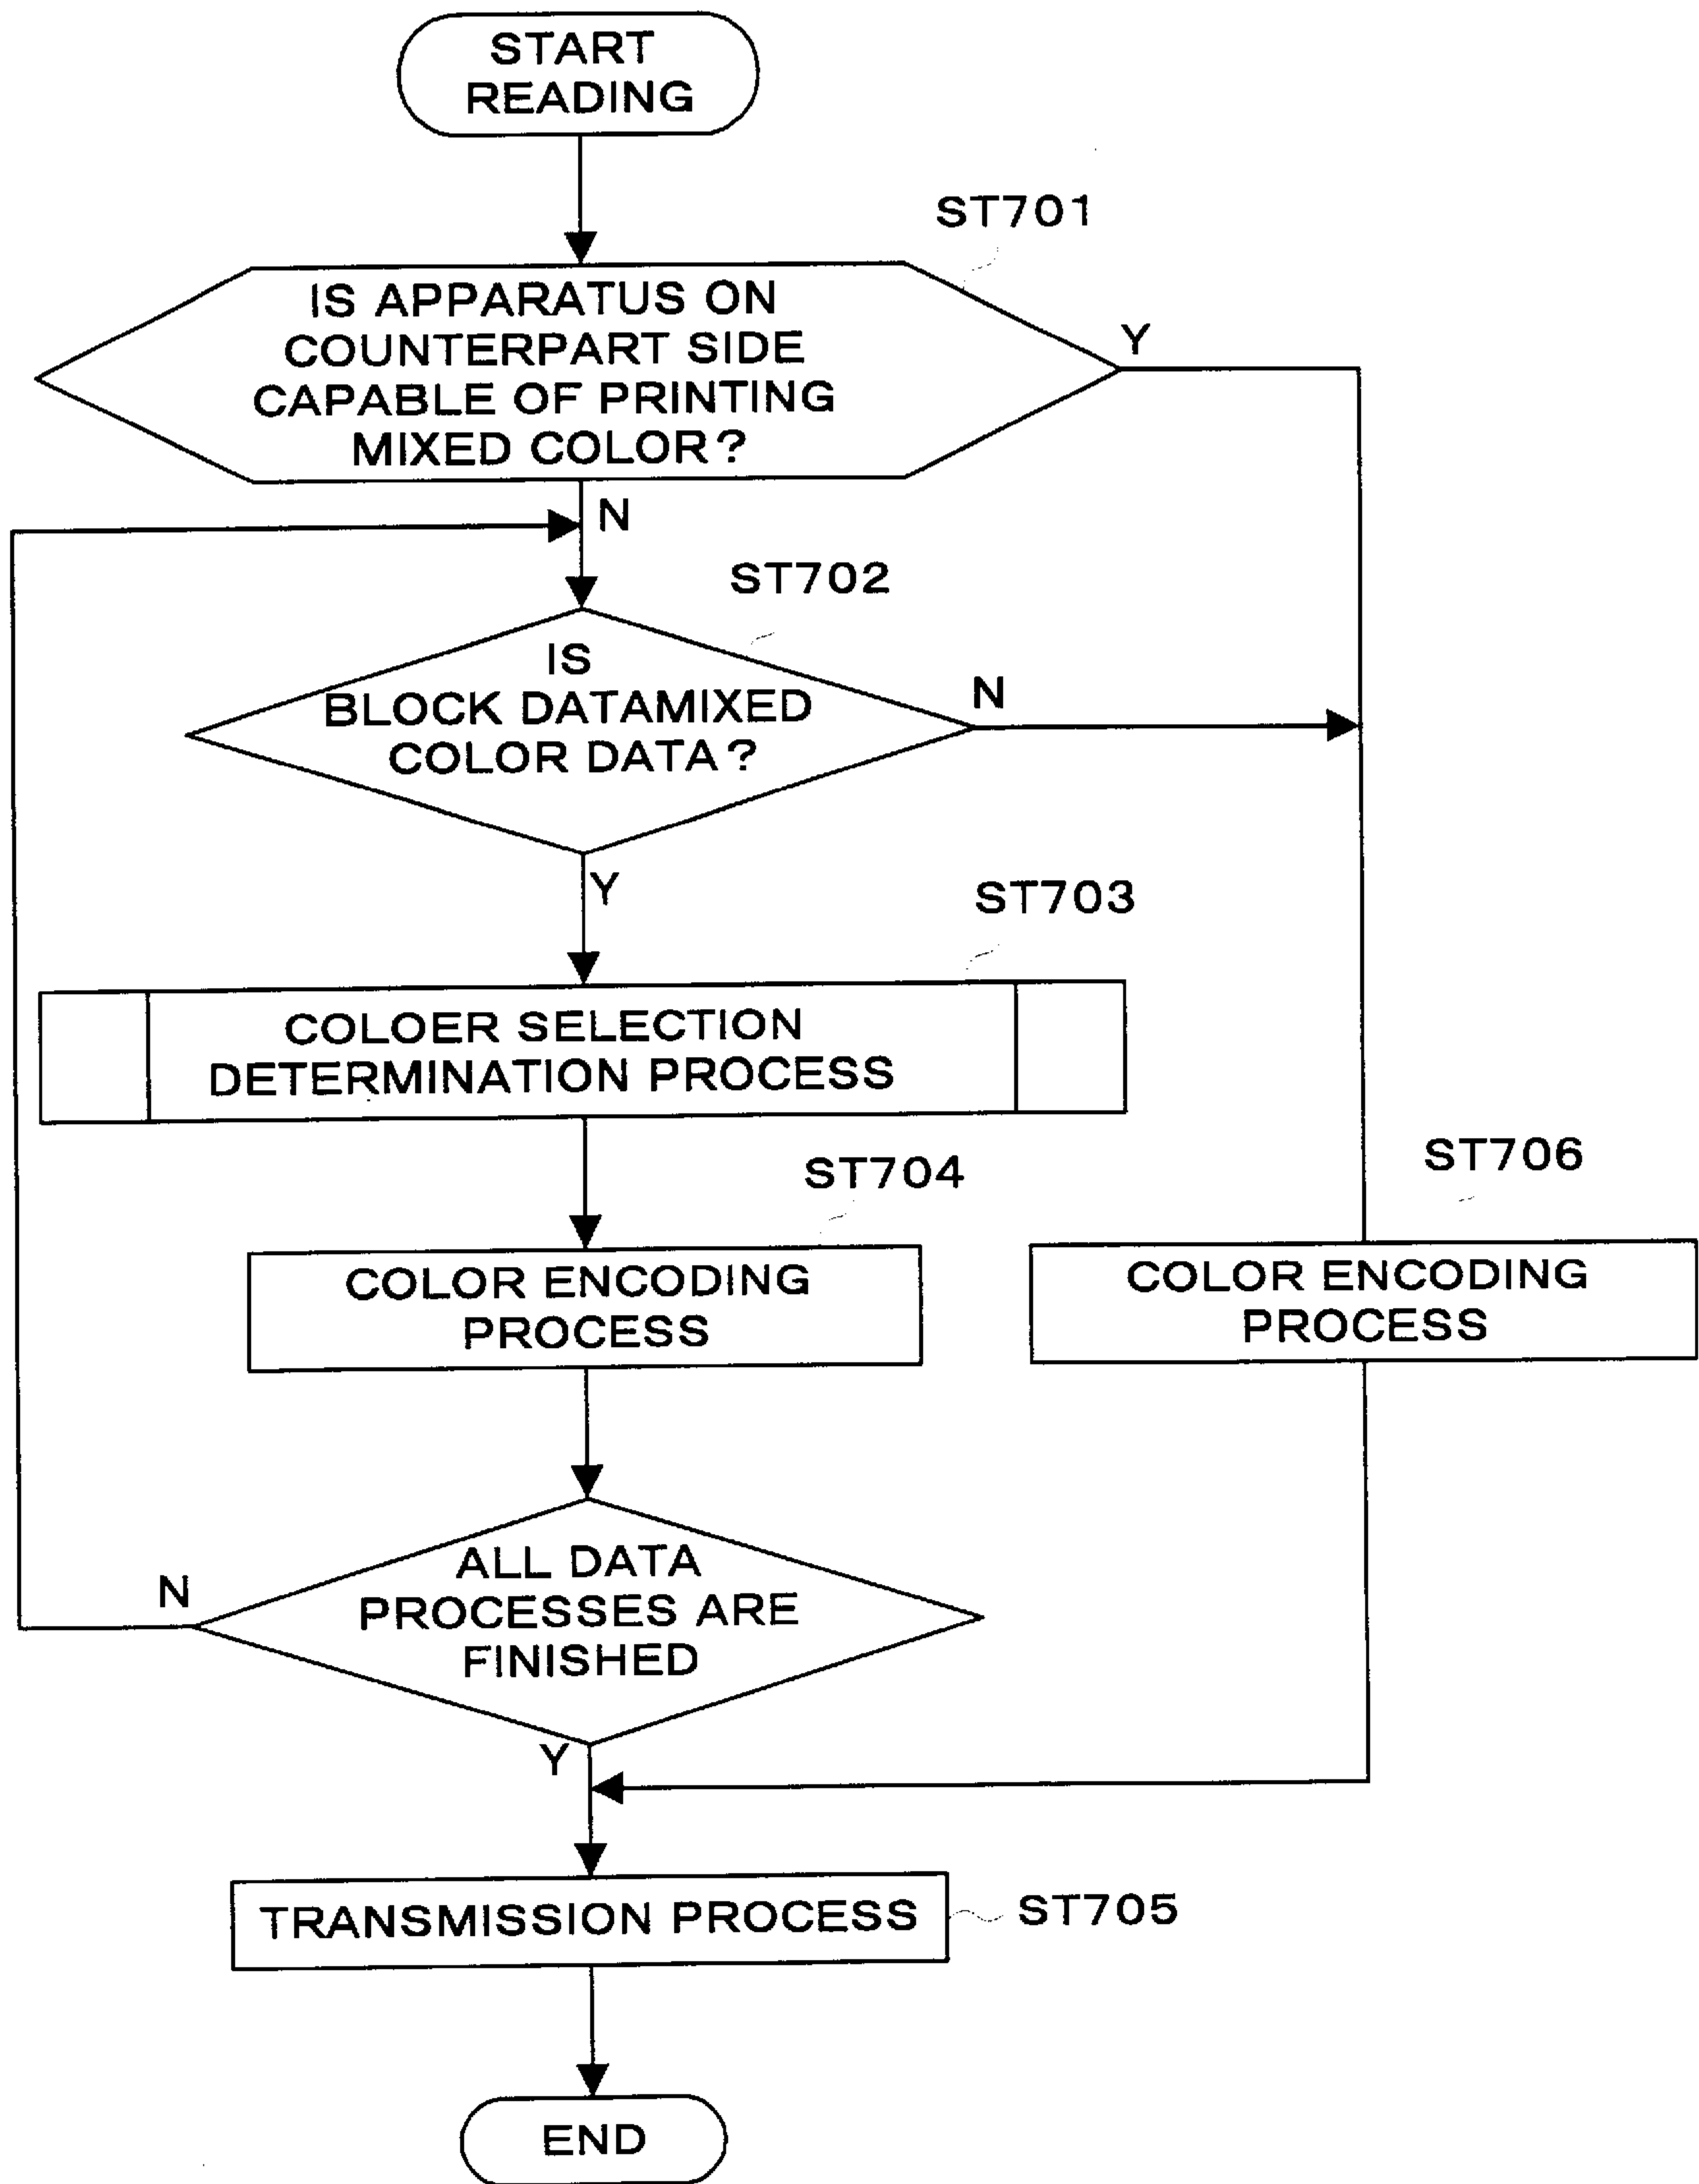 START
READING
ST701
IS APPARATUS ON
COUNTERPART SIDE
CAPABLE OF PRINTING
MIXED COLOR?
Y
N
ST702
IS
BLOCK DATAMIXED
COLOR DATA?
N
Y
ST703
COLOER SELECTION
DETERMINATION PROCESS
ST704
COLOR ENCODING
PROCESS
ST706
COLOR ENCODING
PROCESS
ALL DATA
PROCESSES ARE
FINISHED
N
Y
TRANSMISSION PROCESS
ST705
END